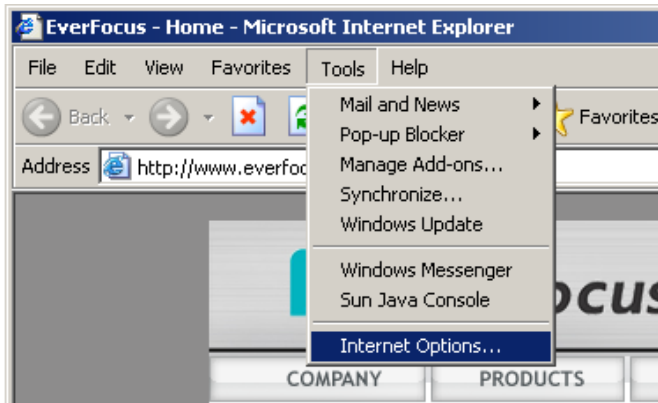 EverFocus - Home - Microsoft Internet Explorer
File Edit View Favorites Tools Help
Back Favorites
Address http://www.everfoc
Mail and News
Pop-up Blocker
Manage Add-ons...
Synchronize...
Windows Update
Windows Messenger
Sun Java Console
Internet Options...
ocus
COMPANY PRODUCTS